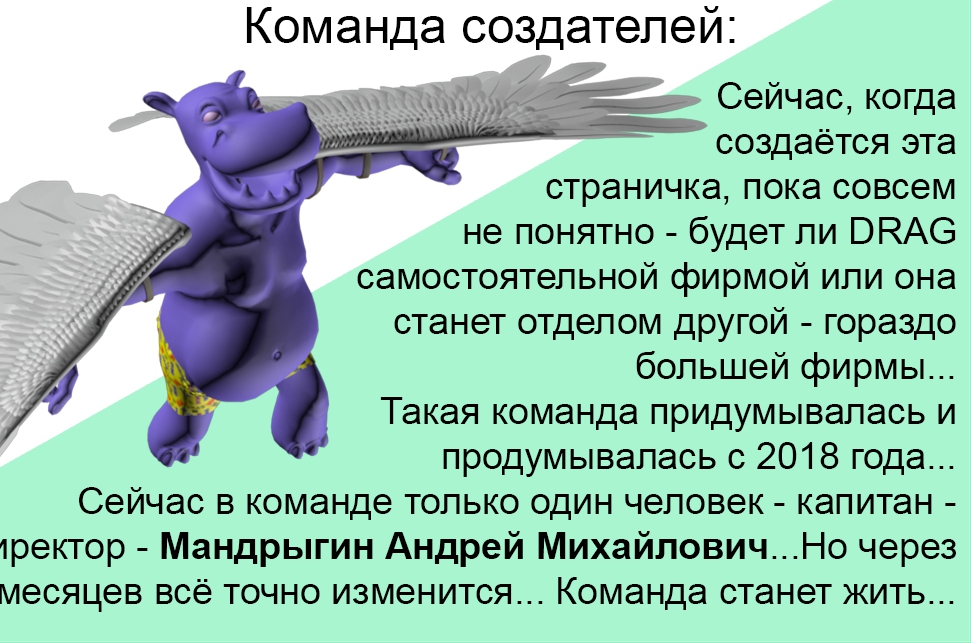 Команда создателей:
Сейчас, когда
создаётся эта
страничка, пока совсем
не понятно - будет ли DRAG
самостоятельной фирмой или она
станет отделом другой - гораздо
большей фирмы...
Такая команда придумывалась и
продумывалась с 2018 года...
Сейчас в команде только один человек - капитан -
иректор - Мандрыгин Андрей Михайлович...Но через
месяцев всё точно изменится... Команда станет жить...